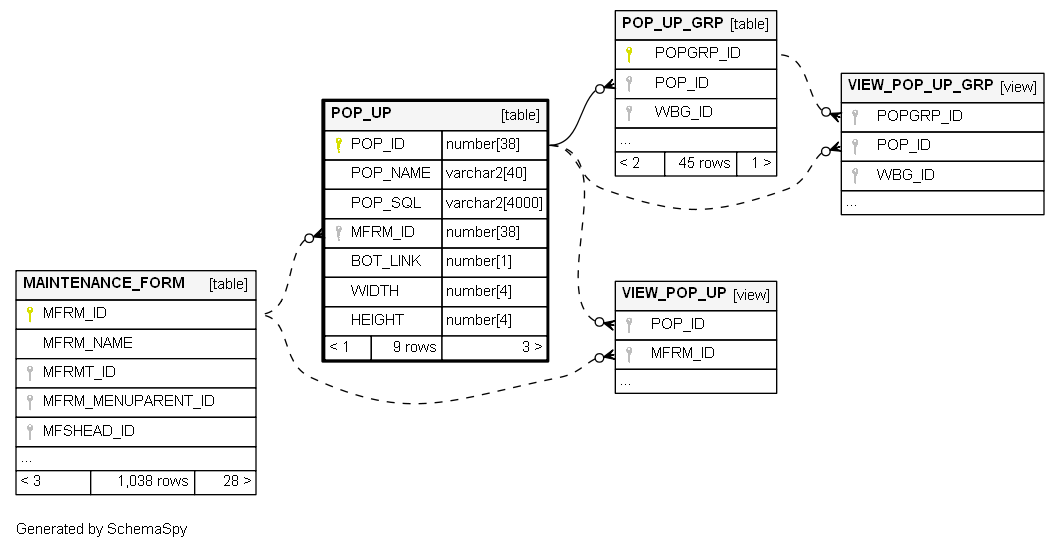 POP_UP_GRP [table]
POPGRP_ID
POP_ID
WBG_ID
...
< 2 45 rows 1 >
VIEW_POP_UP_GRP [view]
POPGRP_ID
POP_ID
WBG_ID
...
POP_UP [table]
POP_ID number[38]
POP_NAME varchar2[40]
POP_SQL varchar2[4000]
MFRM_ID number[38]
BOT_LINK number[1]
WIDTH number[4]
HEIGHT number[4]
< 1 9 rows 3 >
MAINTENANCE_FORM [table]
MFRM_ID
MFRM_NAME
MFRMT_ID
MFRM_MENUPARENT_ID
MFSHEAD_ID
...
< 3 1,038 rows 28 >
VIEW_POP_UP [view]
POP_ID
MFRM_ID
...
Generated by SchemaSpy